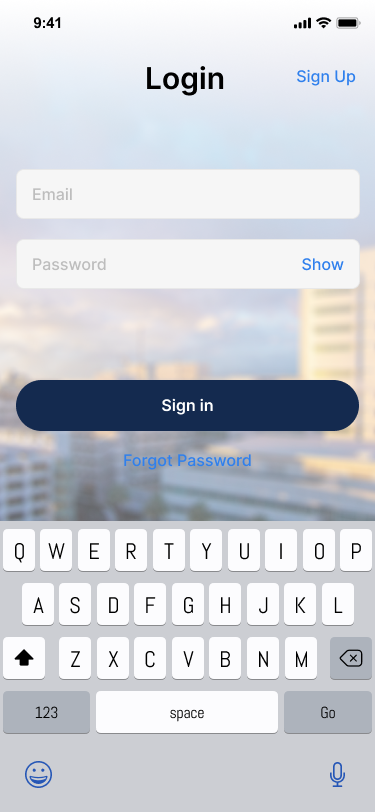 9:41
Login
Sign Up
Email
Password Show
Sign in
Forgot Password
Q W E R T Y U I O P
A S D F G H J K L
Z X C V B N M
123 space Go